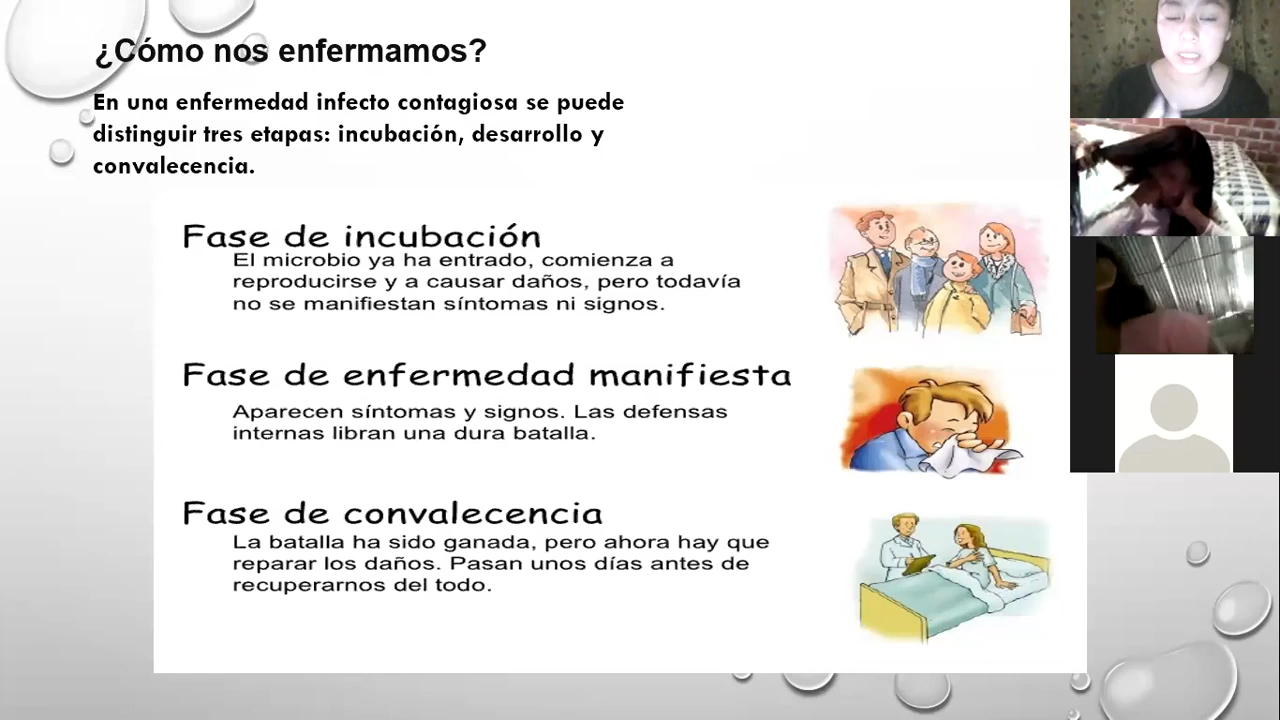 ¿Cómo nos enfermamos?
En una enfermedad infecto contagiosa se puede
distinguir tres etapas: incubación, desarrollo y
convalecencia.
Fase de incubación
El microbio ya ha entrado, comienza a
reproducirse y a causar daños, pero todavía
no se manifiestan síntomas ni signos.
Fase de enfermedad manifiesta
Aparecen síntomas y signos. Las defensas
internas libran una dura batalla.
Fase de convalecencia
La batalla ha sido ganada, pero ahora hay que
reparar los daños. Pasan unos días antes de
recuperarnos del todo.